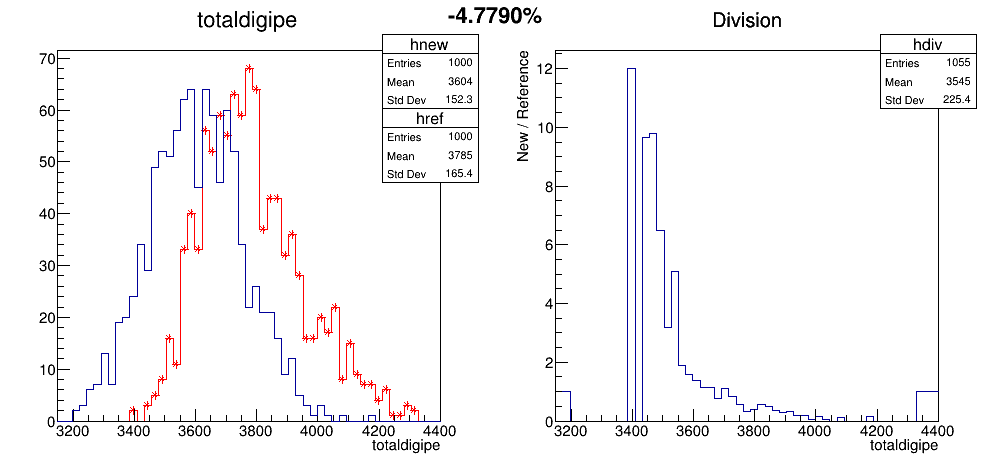 -4.7790%
totaldigipe
hnew
Entries 1000
Mean 3604
Std Dev 152.3
href
Entries 1000
Mean 3785
Std Dev 165.4
70
60
50
40
30
20
10
0
3200 3400 3600 3800 4000 4200 4400
totaldigipe
Division
hdiv
Entries 1055
Mean 3545
Std Dev 225.4
New / Reference
12
10
8
6
4
2
0
3200 3400 3600 3800 4000 4200 4400
totaldigipe